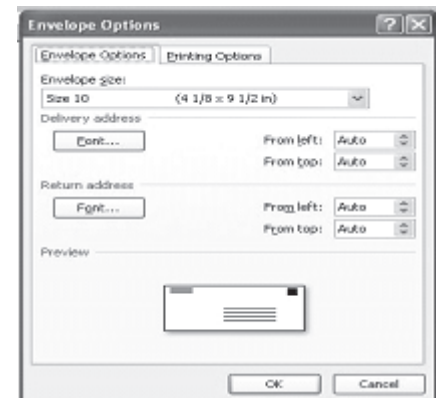 Envelope Options
Envelope Options Printing Options
Envelope size:
Size 10 (4 1/8 x 9 1/2 in)
Delivery address
Font... From left: Auto
From top: Auto
Return address
Font... From left: Auto
From top: Auto
Preview
OK Cancel